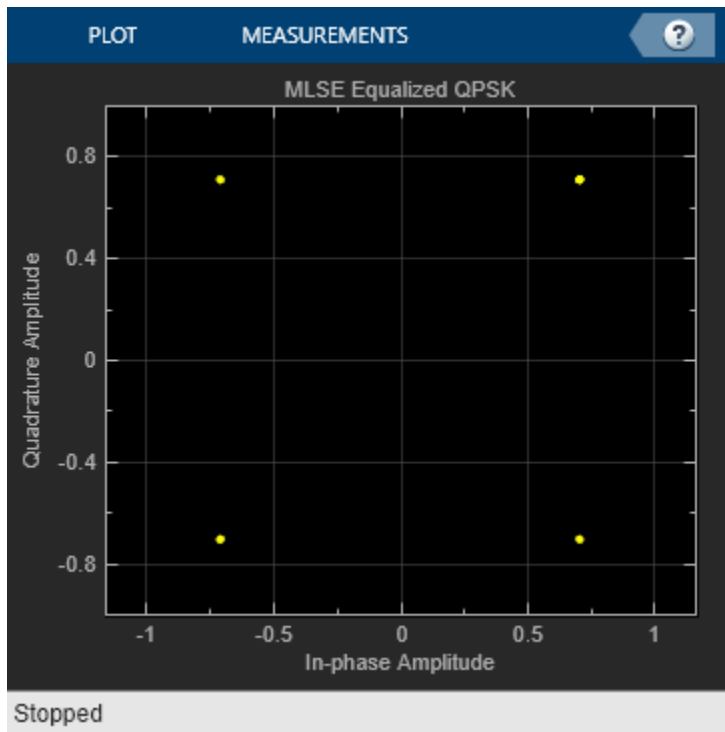 PLOT MEASUREMENTS ?
MLSE Equalized QPSK
0.8
0.4
0
-0.4
-0.8
Quadrature Amplitude
-1 -0.5 0 0.5 1
In-phase Amplitude
Stopped